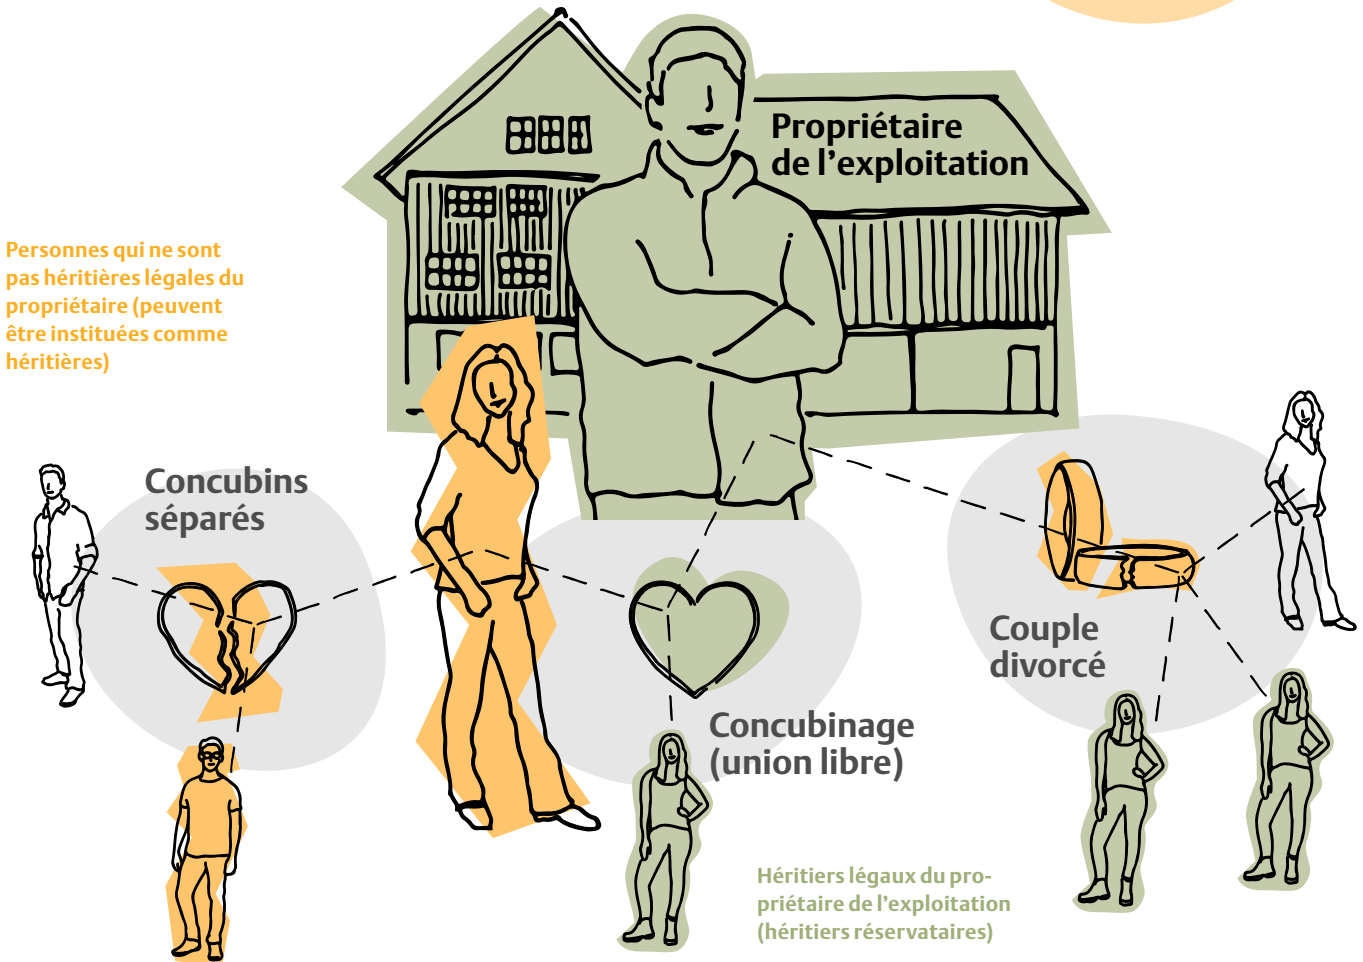 Propriétaire
de l’exploitation
Personnes qui ne sont
pas héritières légales du
propriétaire (peuvent
être instituées comme
héritières)
Concubins
séparés
Couple
divorcé
Concubinage
(union libre)
Héritiers légaux du pro-
priétaire de l’exploitation
(héritiers réservataires)